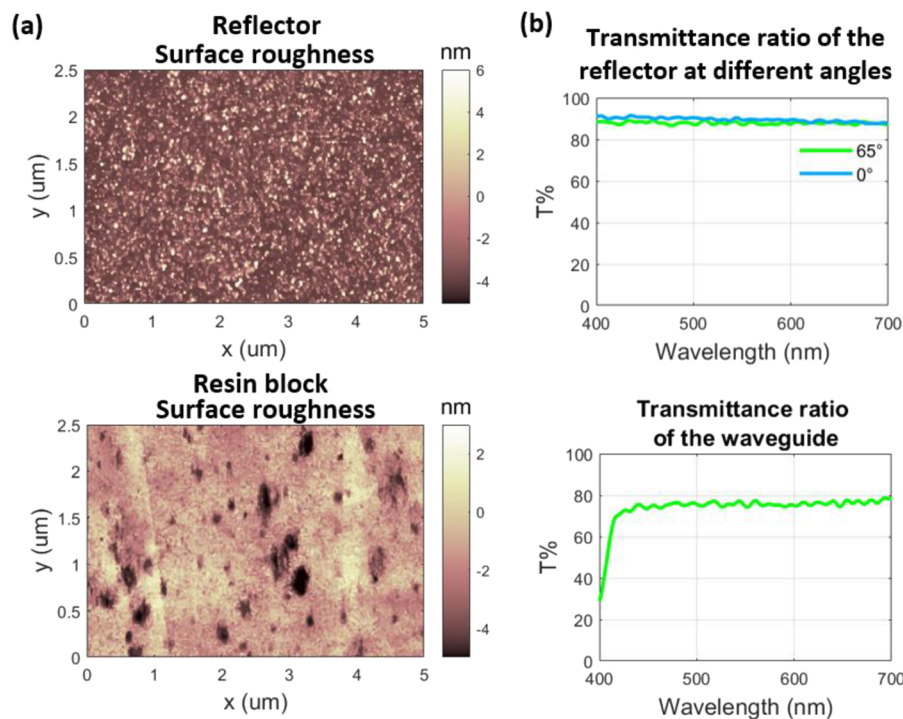 (a)
Reflector
Surface roughness
nm
2.5
2
1.5
1
0.5
0
y (um)
0 1 2 3 4 5
x (um)
6
4
2
0
-2
-4
(b)
Transmittance ratio of the
reflector at different angles
100
80
60
40
20
0
T%
65°
0°
400 500 600 700
Wavelength (nm)
Resin block
Surface roughness
nm
2.5
2
1.5
1
0.5
0
y (um)
0 1 2 3 4 5
x (um)
2
0
-2
-4
Transmittance ratio
of the waveguide
100
80
60
40
20
0
T%
400 500 600 700
Wavelength (nm)